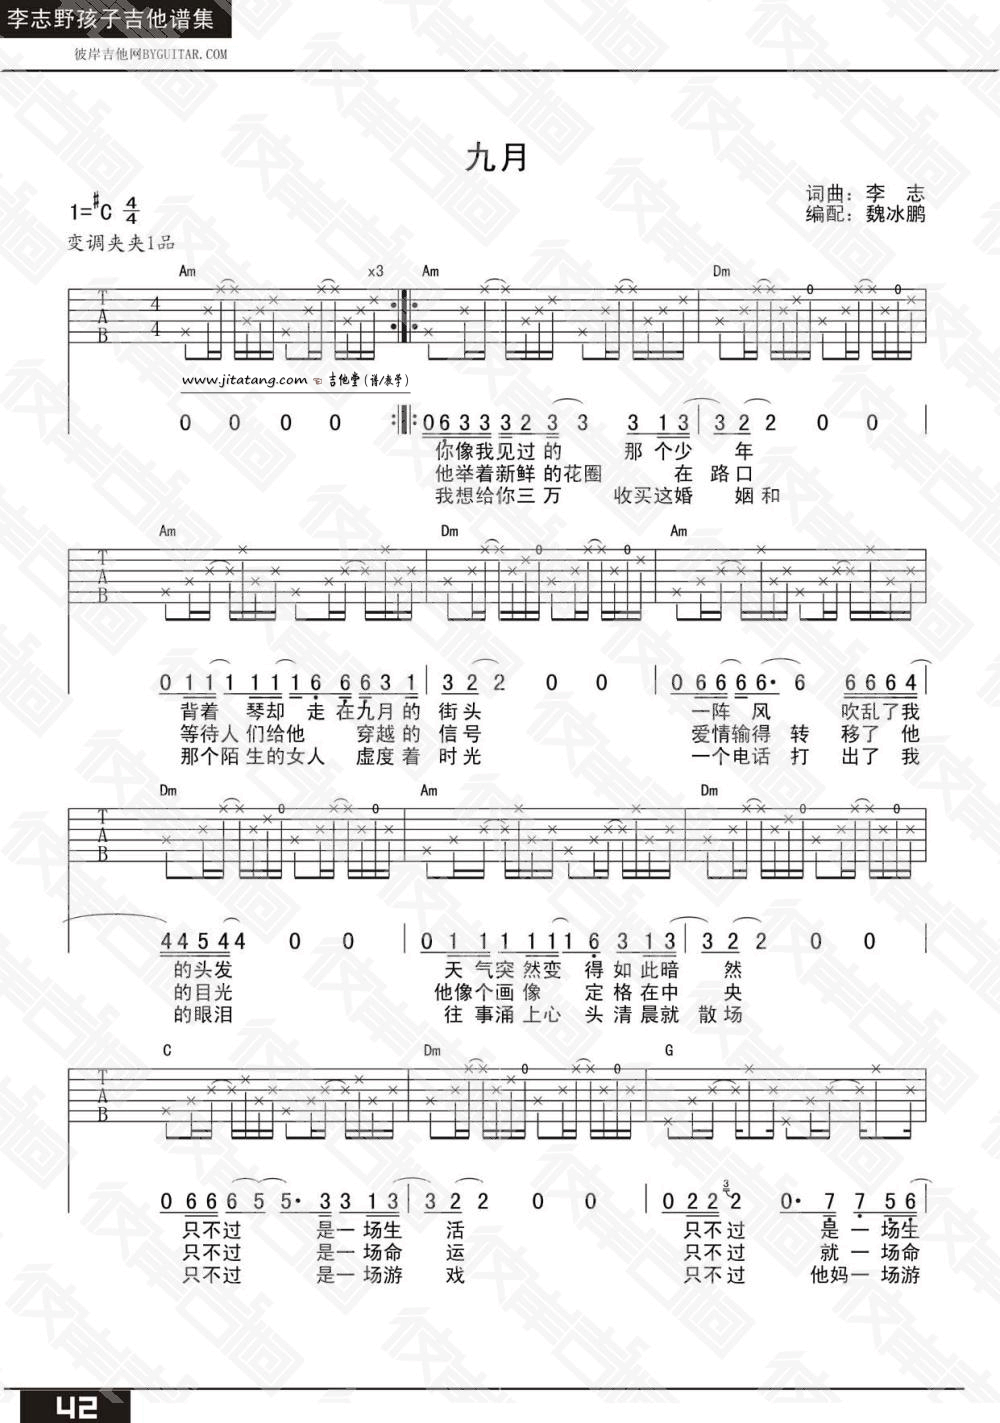 李志野孩子吉他谱集
彼岸吉他网BYGUITAR.COM
九月
词曲：李 志
编配：魏冰鹏
1=#C 4/4
变调夹夹1品
Am x3 Am Dm
T A B 4 4 0 0
www.jitatang.com 吉他堂(谱/教学)
0 0 0 0 0 6 3 3 3 2 3 3 3 1 3 3 2 2 0 0
你像我见过的 那个少 年
他举着新鲜的花圈 在 路口
我想给你三万 收买这婚 姻和
Am Dm Am
T A B 0 0
0 1 1 1 1 1 1 1 6 6 6 3 1 3 2 2 0 0 0 6 6 6 6 6· 6 6 6 6 4
背着 琴却 走 在九月的 街头 一阵 风 吹乱了我
等待人 们给他 穿越的 信号 爱情输得 转 移了 他
那个陌生的女人 虚度着 时光 一个电话 打 出了 我
Dm Am Dm
T A B 0 0 0 0
4 4 5 4 4 0 0 0 1 1 1 1 1 1 1 6 3 1 3 3 2 2 0 0
的头发 天 气突然变 得 如此暗 然
的目光 他像个画像 定 格在中 央
的眼泪 往 事涌上心 头 清晨就 散场
C Dm G
T A B 0 0
0 6 6 6 5 5· 3 3 1 3 3 2 2 0 0 0 2 2 3 2 0· 7 7 5 6
只不过 是一 场生 活 只不过 是 一 场生
只不过 是一 场命 运 只不过 就 一 场命
只不过 是一 场游 戏 只不过 他妈一 场游
42